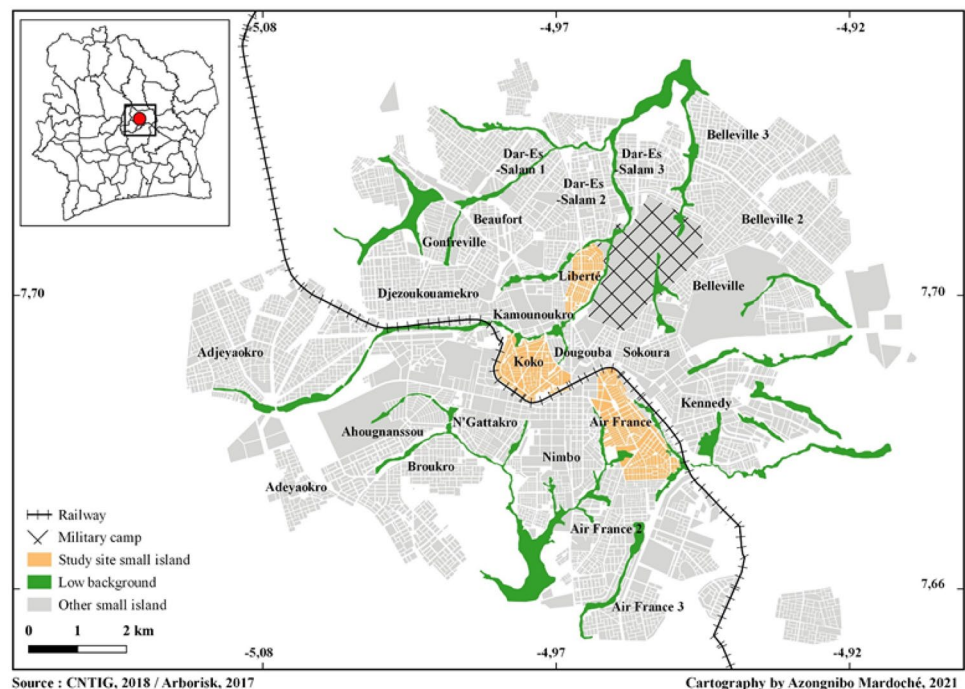 -5,08
-4,97
-4,92
Belleville 3
Dar-Es
-Salam 1
Dar-Es
-Salam 3
Dar-Es
-Salam 2
Beaufort
Belleville 2
Gonfreville
Liberté
7,70
7,70
Djezoukouamekro
Belleville
Kamounoukro
Adjeyaokro
Koko
Dougouba
Sokoura
Kennedy
Ahougnanssou
N'Gattakro
Air France
Broukro
Nimbo
Adeyaokro
Railway
Military camp
Study site small island
Low background
Other small island
0 1 2 km
Air France 2
Air France 3
7,66
-5,08
-4,97
-4,92
Source : CNTIG, 2018 / Arborisk, 2017
Cartography by Azongnibo Mardoché, 2021